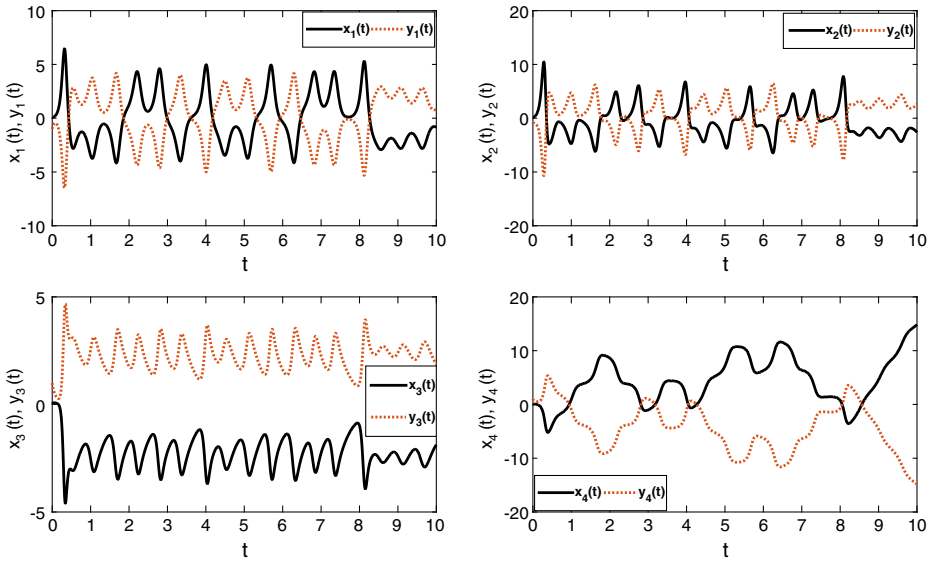 10
5
0
-5
-10
x1(t), y1(t)
x1 (t), y1 (t)
0 1 2 3 4 5 6 7 8 9 10
t
20
10
0
-10
-20
x2(t) y2(t)
x2 (t), y2 (t)
0 1 2 3 4 5 6 7 8 9 10
t
5
0
-5
x3(t)
y3(t)
x3 (t), y3 (t)
0 1 2 3 4 5 6 7 8 9 10
t
20
10
0
-10
-20
x4(t) y4(t)
x4 (t), y4 (t)
0 1 2 3 4 5 6 7 8 9 10
t